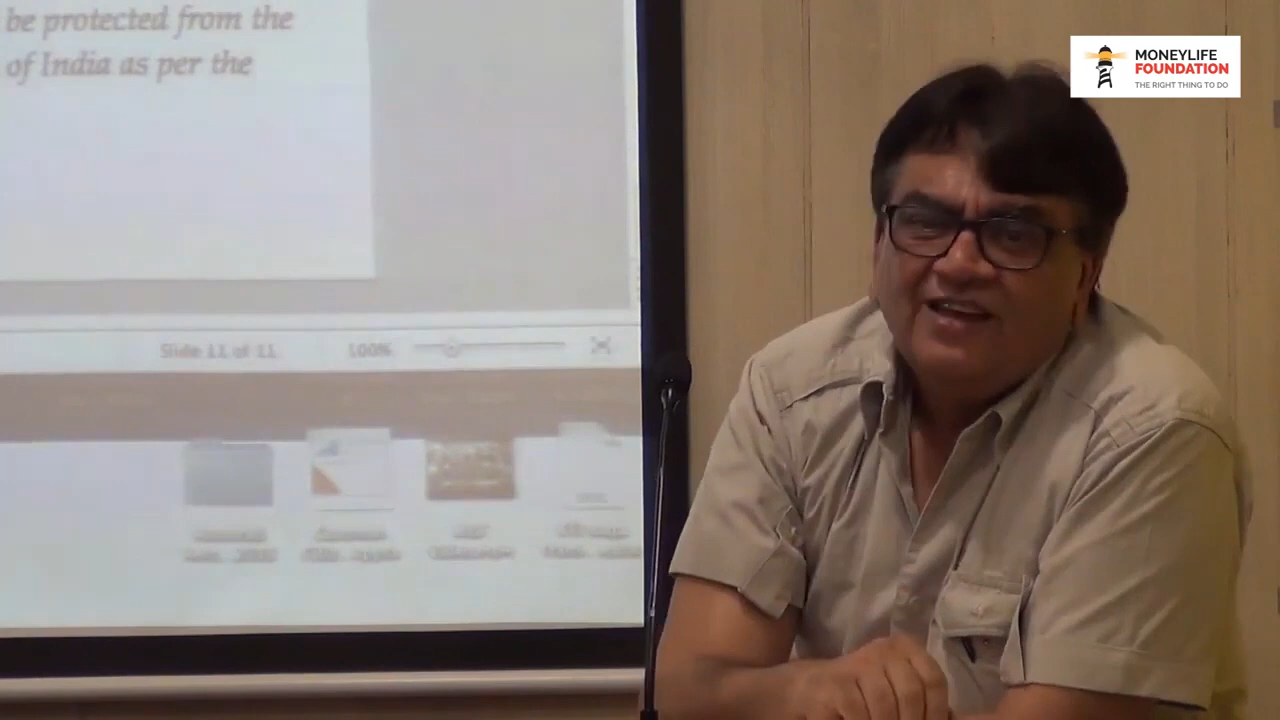 be protected from the
of India as per the
Slide 11 of 11
100%
MONEYLIFE
FOUNDATION
THE RIGHT THING TO DO